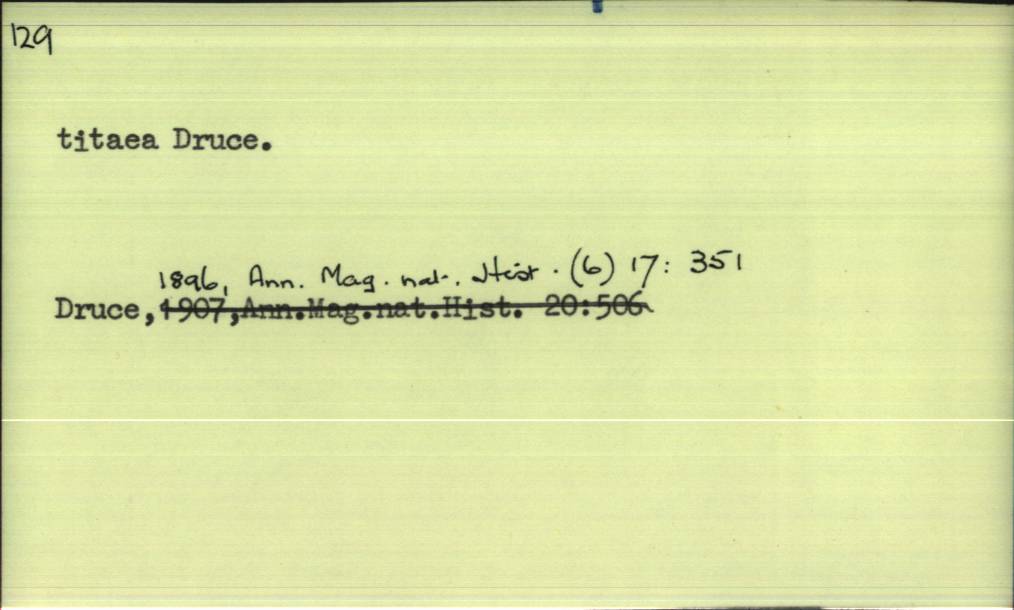 129
titaea Druce.
1896, Ann. Mag. nat. Hist. (6) 17: 351
Druce, 1907,Ann.Mag.nat.Hist. 20:506